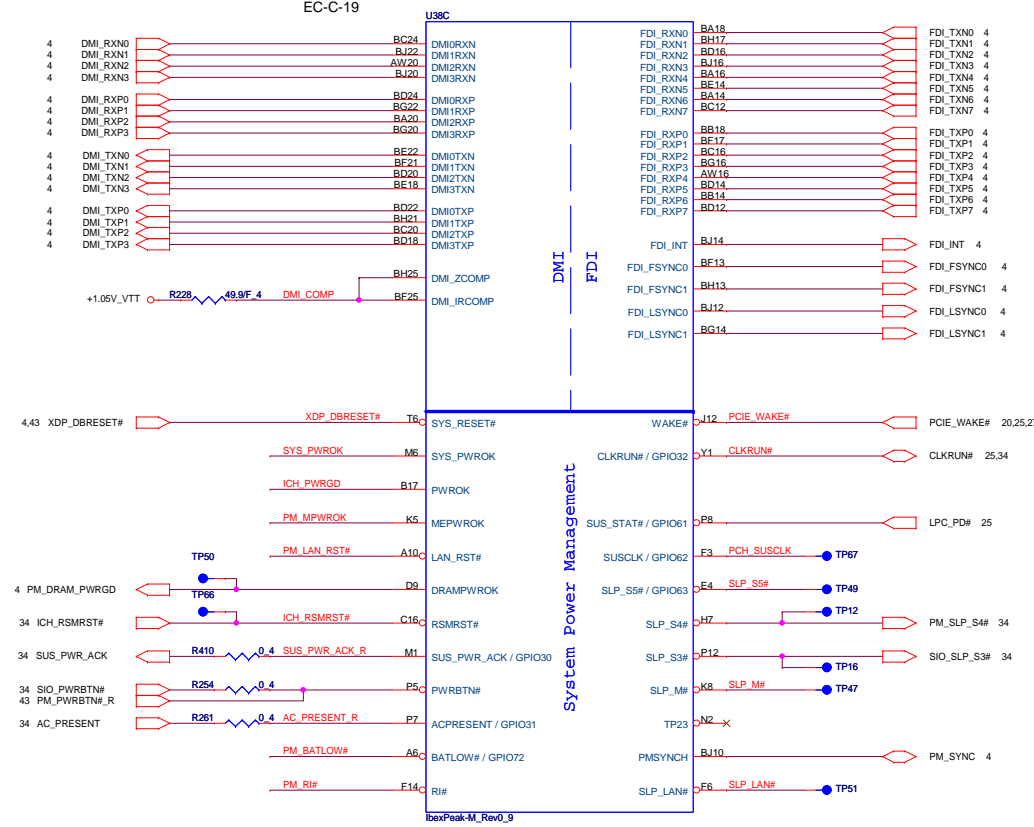 EC-C-19
U38C
4 DMI_RXN0 BC24 DMI0RXN FDI_RXN0 BA18 FDI_TXN0 4
4 DMI_RXN1 BJ22 DMI1RXN FDI_RXN1 BH17 FDI_TXN1 4
4 DMI_RXN2 AW20 DMI2RXN FDI_RXN2 BD16 FDI_TXN2 4
4 DMI_RXN3 BJ20 DMI3RXN FDI_RXN3 BJ16 FDI_TXN3 4
FDI_RXN4 BA16 FDI_TXN4 4
FDI_RXN5 BE14 FDI_TXN5 4
4 DMI_RXP0 BD24 DMI0RXP FDI_RXN6 BA14 FDI_TXN6 4
4 DMI_RXP1 BG22 DMI1RXP FDI_RXN7 BC12 FDI_TXN7 4
4 DMI_RXP2 BA20 DMI2RXP
4 DMI_RXP3 BG20 DMI3RXP FDI_RXP0 BB18 FDI_TXP0 4
FDI_RXP1 BF17 FDI_TXP1 4
4 DMI_TXN0 BE22 DMI0TXN FDI_RXP2 BC16 FDI_TXP2 4
4 DMI_TXN1 BF21 DMI1TXN FDI_RXP3 BG16 FDI_TXP3 4
4 DMI_TXN2 BD20 DMI2TXN FDI_RXP4 AW16 FDI_TXP4 4
4 DMI_TXN3 BE18 DMI3TXN FDI_RXP5 BD14 FDI_TXP5 4
FDI_RXP6 BB14 FDI_TXP6 4
4 DMI_TXP0 BD22 DMI0TXP FDI_RXP7 BD12 FDI_TXP7 4
4 DMI_TXP1 BH21 DMI1TXP
4 DMI_TXP2 BC20 DMI2TXP
4 DMI_TXP3 BD18 DMI3TXP FDI_INT BJ14 FDI_INT 4
DMI FDI
FDI_FSYNC0 BF13 FDI_FSYNC0 4
BH25 DMI_ZCOMP
FDI_FSYNC1 BH13 FDI_FSYNC1 4
+1.05V_VTT R228 49.9/F_4 DMI_COMP BF25 DMI_IRCOMP
FDI_LSYNC0 BJ12 FDI_LSYNC0 4
FDI_LSYNC1 BG14 FDI_LSYNC1 4
4,43 XDP_DBRESET# XDP_DBRESET# T6 SYS_RESET# WAKE# J12 PCIE_WAKE# PCIE_WAKE# 20,25,27
SYS_PWROK M6 SYS_PWROK CLKRUN# / GPIO32 Y1 CLKRUN# CLKRUN# 25,34
ICH_PWRGD B17 PWROK
System Power Management
PM_MPWROK K5 MEPWROK SUS_STAT# / GPIO61 P8 LPC_PD# 25
PM_LAN_RST# A10 LAN_RST# SUSCLK / GPIO62 F3 PCH_SUSCLK TP67
TP50
4 PM_DRAM_PWRGD D9 DRAMPWROK SLP_S5# / GPIO63 E4 SLP_S5# TP49
TP66 TP12
34 ICH_RSMRST# C16 RSMRST# SLP_S4# H7 PM_SLP_S4# 34
34 SUS_PWR_ACK R410 0_4 SUS_PWR_ACK_R M1 SUS_PWR_ACK / GPIO30 SLP_S3# P12 SIO_SLP_S3# 34
TP16
34 SIO_PWRBTN# R254 0_4 P5 PWRBTN# SLP_M# K8 SLP_M# TP47
43 PM_PWRBTN#_R
34 AC_PRESENT R261 0_4 AC_PRESENT_R P7 ACPRESENT / GPIO31 TP23 N2
PM_BATLOW# A6 BATLOW# / GPIO72 PMSYNCH BJ10 PM_SYNC 4
PM_RI# F14 RI# SLP_LAN# F6 SLP_LAN# TP51
IbexPeak-M_Rev0_9